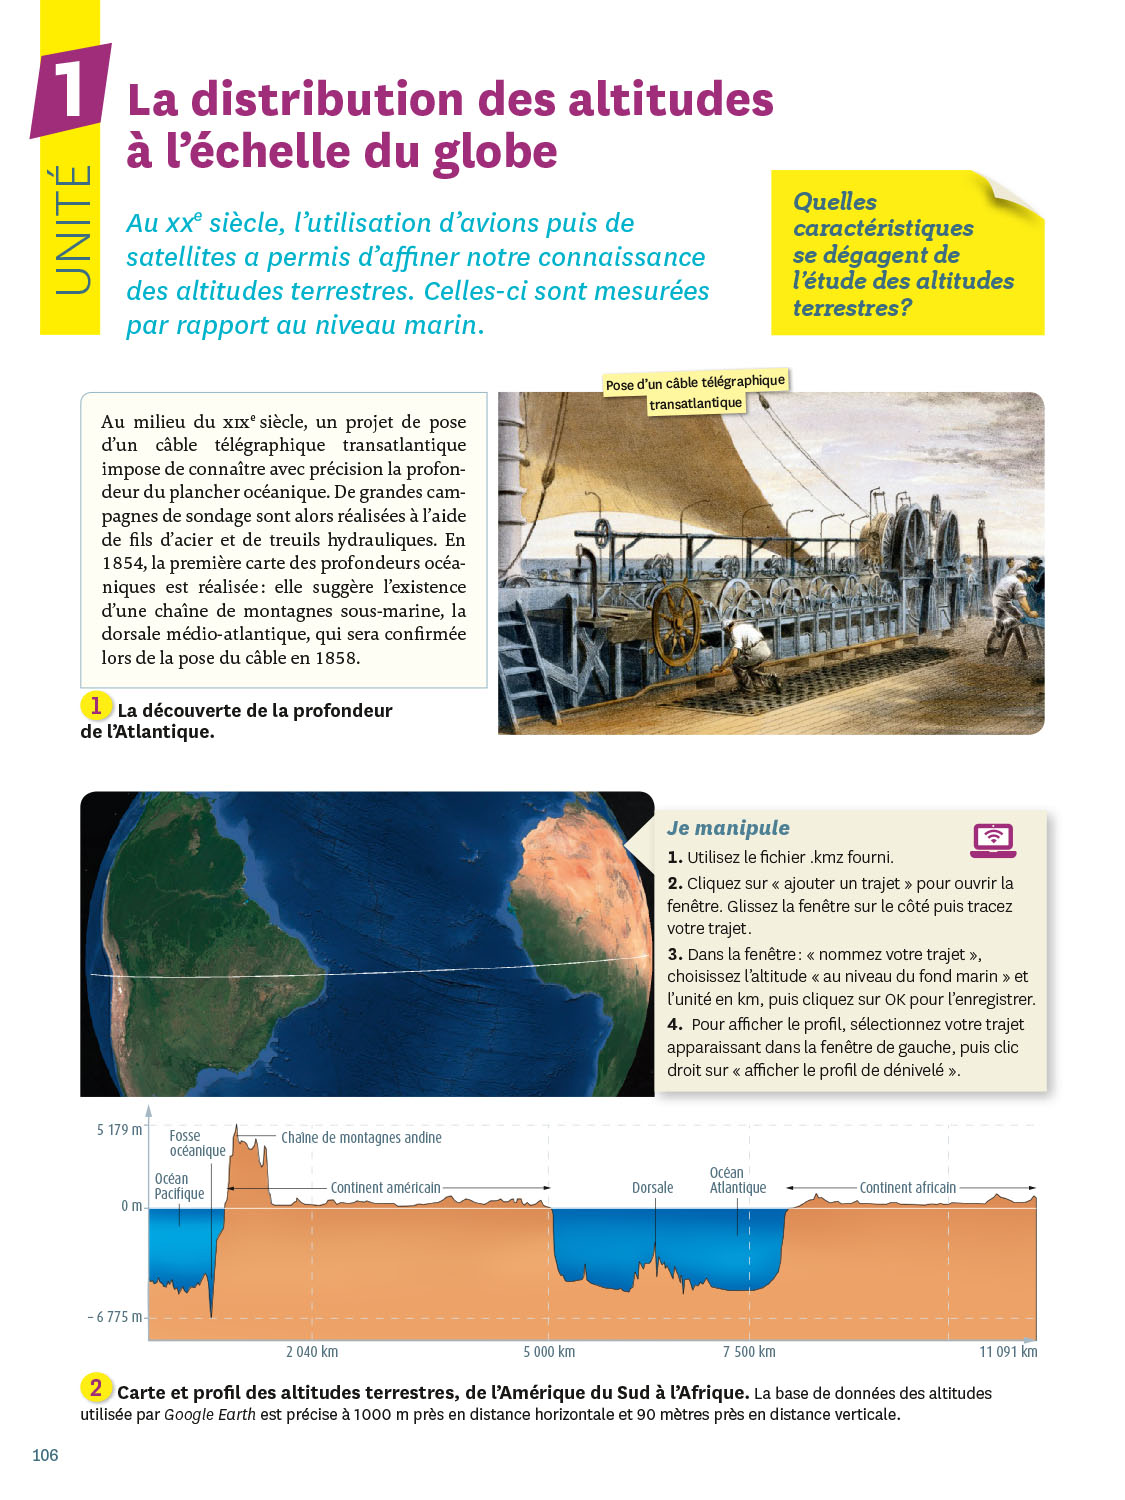 1
UNITÉ
La distribution des altitudes
à l’échelle du globe
Au XXe siècle, l’utilisation d’avions puis de
satellites a permis d’affiner notre connaissance
des altitudes terrestres. Celles-ci sont mesurées
par rapport au niveau marin.
Quelles
caractéristiques
se dégagent de
l’étude des altitudes
terrestres?
Au milieu du XIXe siècle, un projet de pose
d’un câble télégraphique transatlantique
impose de connaître avec précision la profon-
deur du plancher océanique. De grandes cam-
pagnes de sondage sont alors réalisées à l’aide
de fils d’acier et de treuils hydrauliques. En
1854, la première carte des profondeurs océa-
niques est réalisée : elle suggère l’existence
d’une chaîne de montagnes sous-marine, la
dorsale médio-atlantique, qui sera confirmée
lors de la pose du câble en 1858.
1 La découverte de la profondeur
de l’Atlantique.
Pose d’un câble télégraphique
transatlantique
Je manipule
1. Utilisez le fichier .kmz fourni.
2. Cliquez sur « ajouter un trajet » pour ouvrir la
fenêtre. Glissez la fenêtre sur le côté puis tracez
votre trajet.
3. Dans la fenêtre : « nommez votre trajet »,
choisissez l’altitude « au niveau du fond marin » et
l’unité en km, puis cliquez sur OK pour l’enregistrer.
4. Pour afficher le profil, sélectionnez votre trajet
apparaissant dans la fenêtre de gauche, puis clic
droit sur « afficher le profil de dénivelé ».
5 179 m
Fosse
océanique
Chaîne de montagnes andine
Océan
Pacifique
Continent américain
Dorsale
Océan
Atlantique
Continent africain
0 m
– 6 775 m
2 040 km
5 000 km
7 500 km
11 091 km
2 Carte et profil des altitudes terrestres, de l’Amérique du Sud à l’Afrique. La base de données des altitudes
utilisée par Google Earth est précise à 1 000 m près en distance horizontale et 90 mètres près en distance verticale.
106